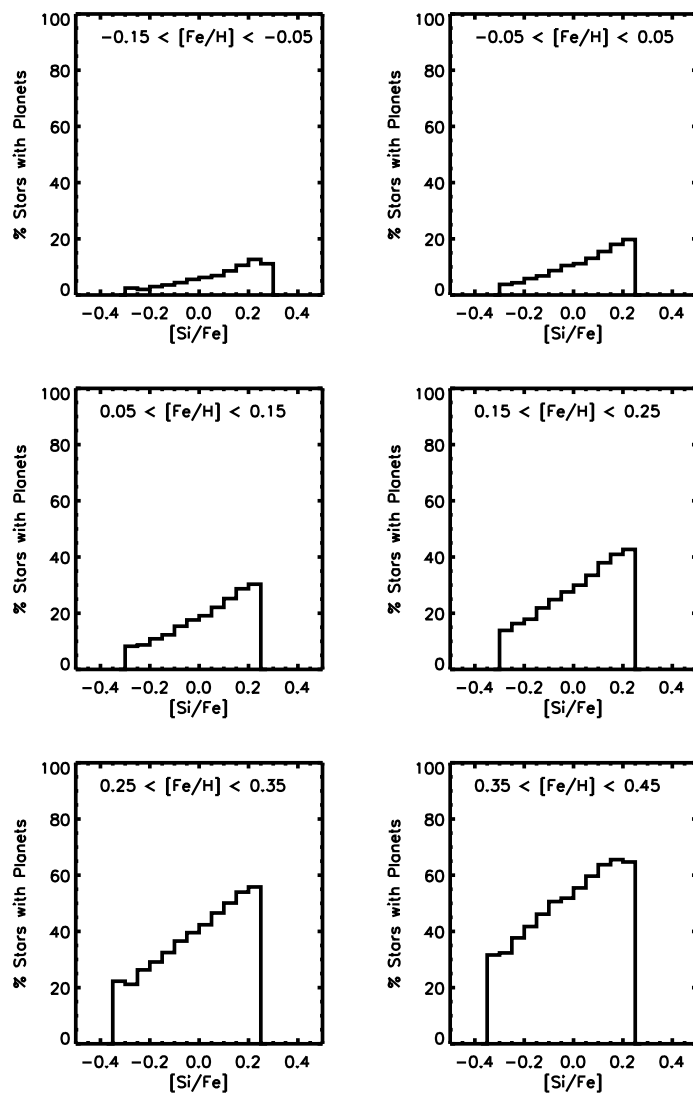 -0.15 < [Fe/H] < -0.05
% Stars with Planets
100
80
60
40
20
0
-0.4 -0.2 0.0 0.2 0.4
[Si/Fe]
-0.05 < [Fe/H] < 0.05
% Stars with Planets
100
80
60
40
20
0
-0.4 -0.2 0.0 0.2 0.4
[Si/Fe]
0.05 < [Fe/H] < 0.15
% Stars with Planets
100
80
60
40
20
0
-0.4 -0.2 0.0 0.2 0.4
[Si/Fe]
0.15 < [Fe/H] < 0.25
% Stars with Planets
100
80
60
40
20
0
-0.4 -0.2 0.0 0.2 0.4
[Si/Fe]
0.25 < [Fe/H] < 0.35
% Stars with Planets
100
80
60
40
20
0
-0.4 -0.2 0.0 0.2 0.4
[Si/Fe]
0.35 < [Fe/H] < 0.45
% Stars with Planets
100
80
60
40
20
0
-0.4 -0.2 0.0 0.2 0.4
[Si/Fe]